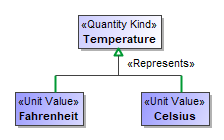 «Quantity Kind»
Temperature
«Represents»
«Unit Value»
Fahrenheit
«Unit Value»
Celsius